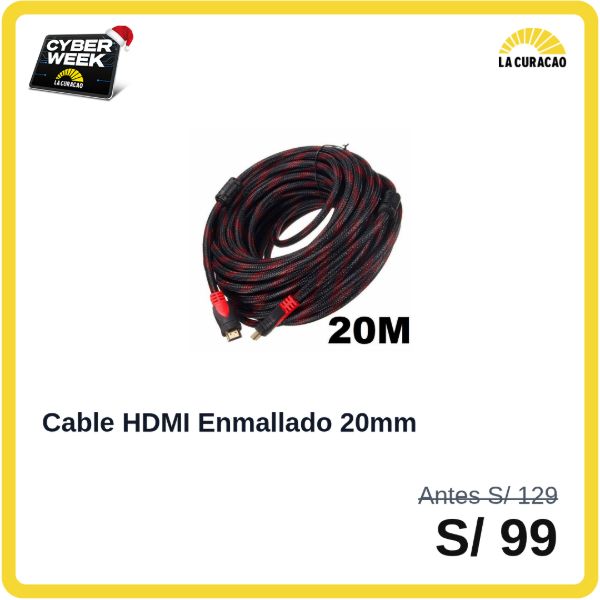 CYBER
WEEK
LA CURACAO
LA CURACAO
20M
Cable HDMI Enmallado 20mm
Antes S/ 129
S/ 99